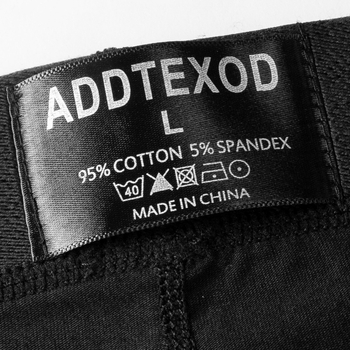 ADDTEXOD
L
95% COTTON 5% SPANDEX
40
MADE IN CHINA